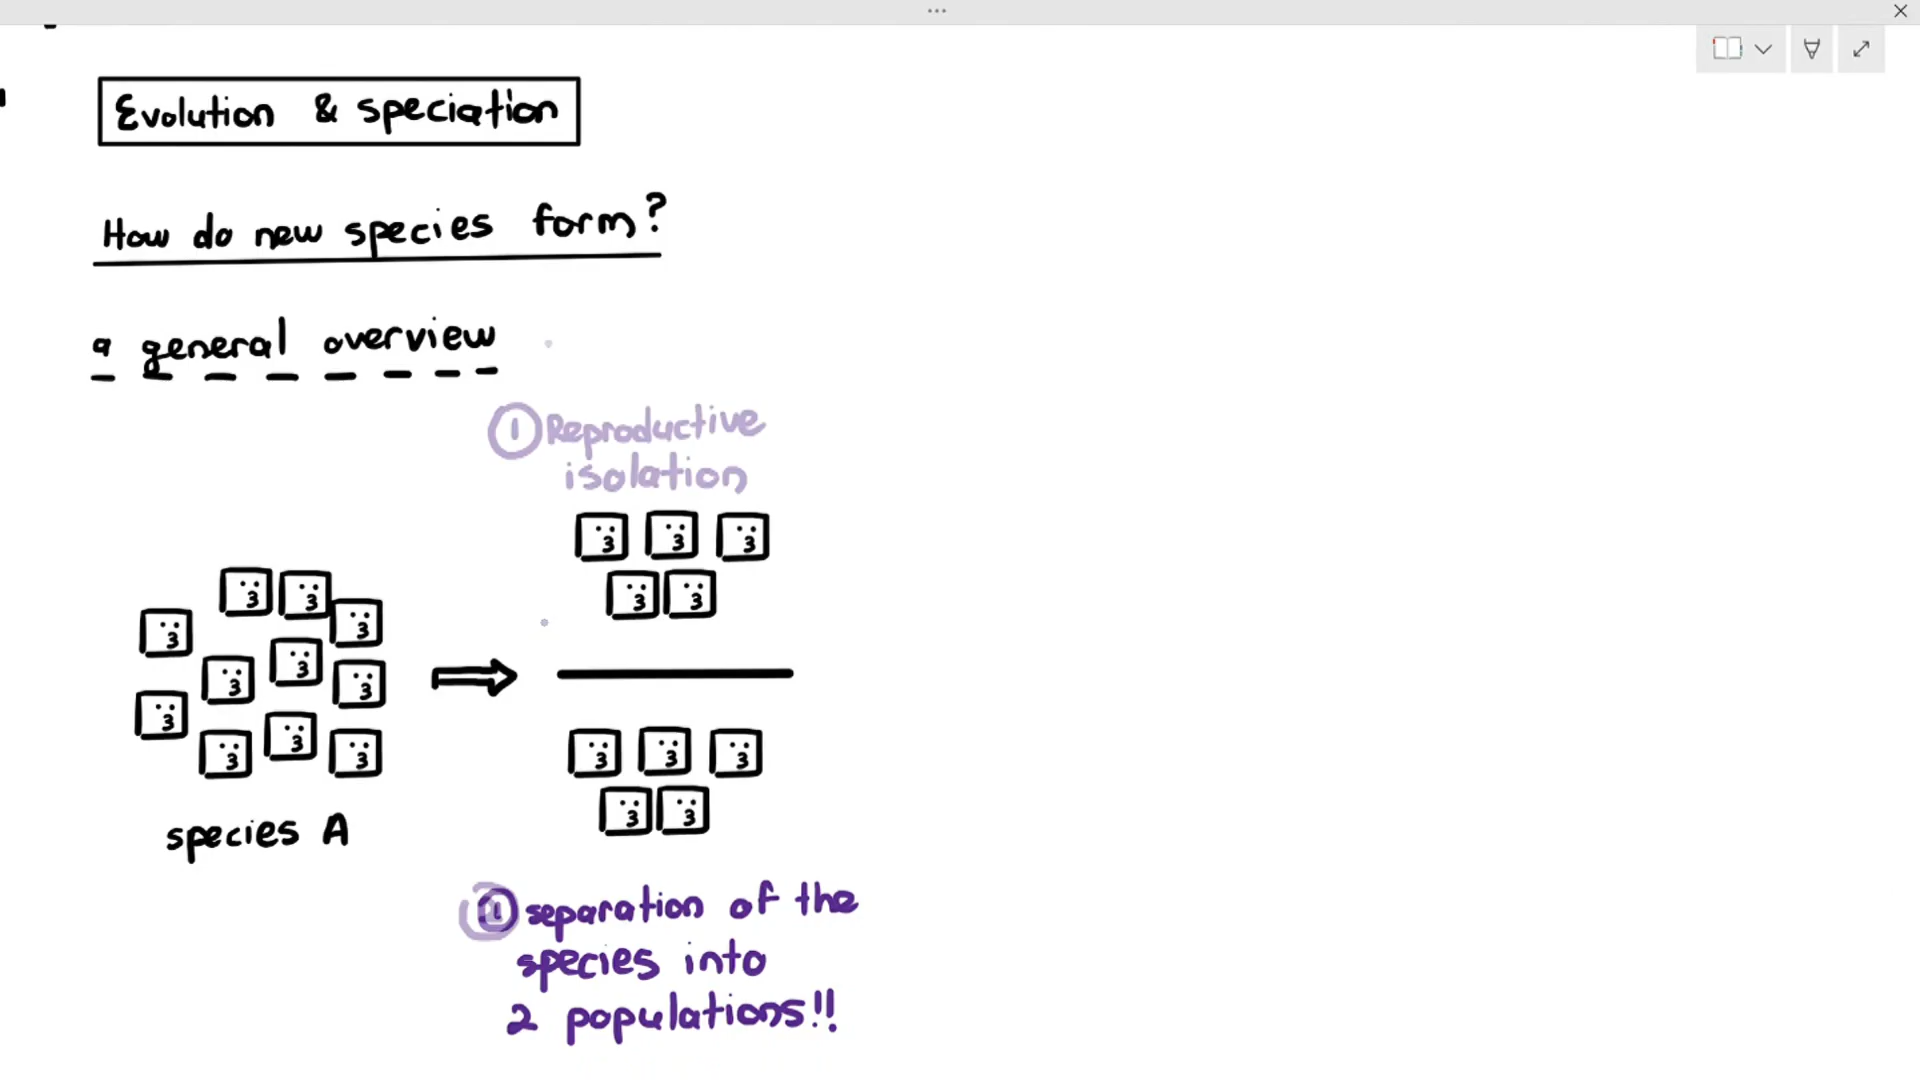 Evolution & speciation
How do new species form?
a general overview
① Reproductive
isolation
species A
separation of the
species into
2 populations!!